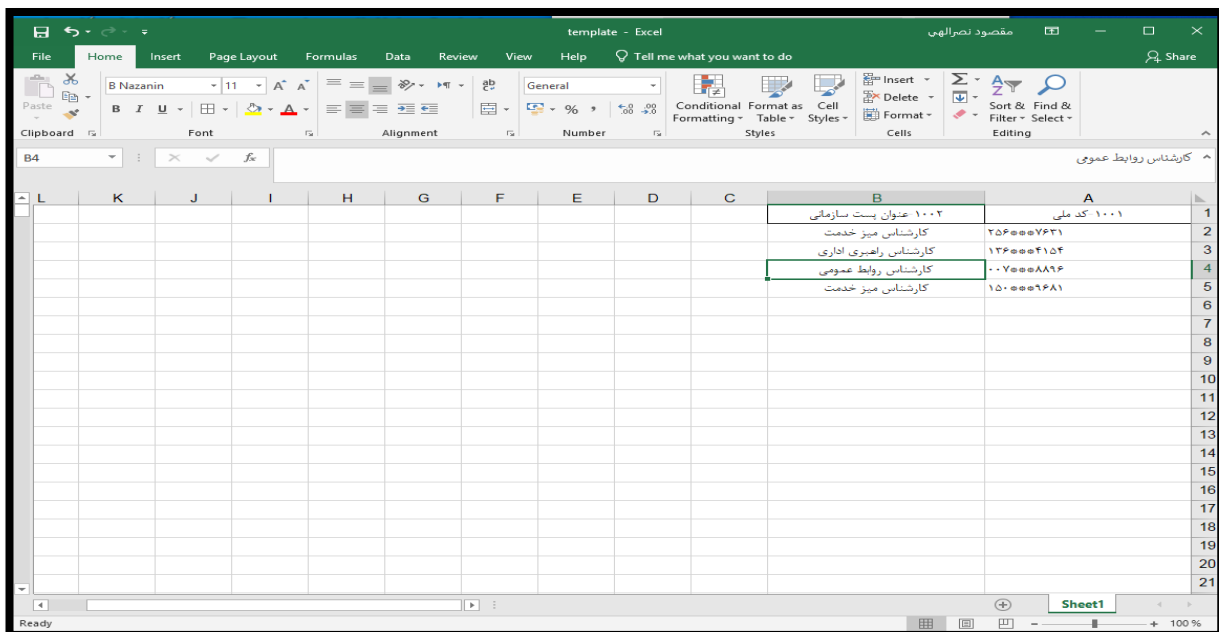 template - Excel
مقصود نصرالهی
File Home Insert Page Layout Formulas Data Review View Help Tell me what you want to do Share
Paste
B Nazanin 11 A A ab General
B I U A % , .00 .0 .00
Conditional Formatting Format as Table Cell Styles
Insert
Delete
Format
Sort & Filter Find & Select
Clipboard Font Alignment Number Styles Cells Editing
B4 fx کارشناس روابط عمومی
L K J I H G F E D C B A
1 ۱۰۰۱ کد ملی ۱۰۰۲ عنوان پست سازمانی
2 ۲۵۶***۷۶۳۱ کارشناس میز خدمت
3 ۱۳۶***۴۱۵۴ کارشناس راهبری اداری
4 ۰۰۷***۸۸۹۶ کارشناس روابط عمومی
5 ۱۵۰***۹۶۸۱ کارشناس میز خدمت
6
7
8
9
10
11
12
13
14
15
16
17
18
19
20
21
Sheet1
Ready 100 %